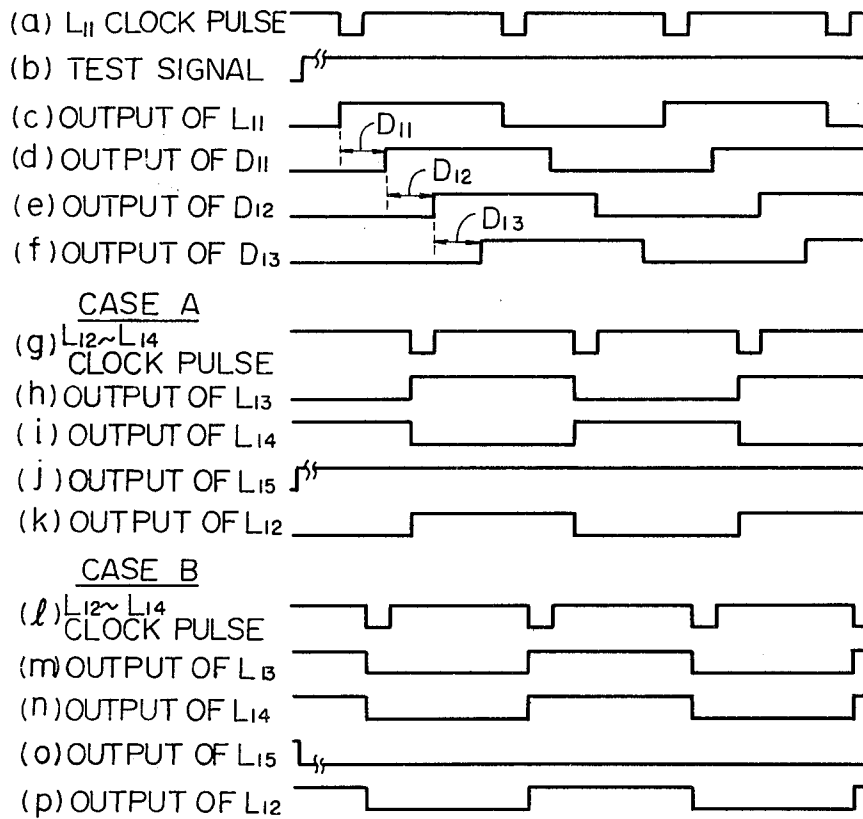 (a) L11 CLOCK PULSE
(b) TEST SIGNAL
(c) OUTPUT OF L11
D11
(d) OUTPUT OF D11
D12
(e) OUTPUT OF D12
D13
(f) OUTPUT OF D13
CASE A
(g) L12~L14
CLOCK PULSE
(h) OUTPUT OF L13
(i) OUTPUT OF L14
(j) OUTPUT OF L15
(k) OUTPUT OF L12
CASE B
(ℓ) L12~L14
CLOCK PULSE
(m) OUTPUT OF L13
(n) OUTPUT OF L14
(o) OUTPUT OF L15
(p) OUTPUT OF L12